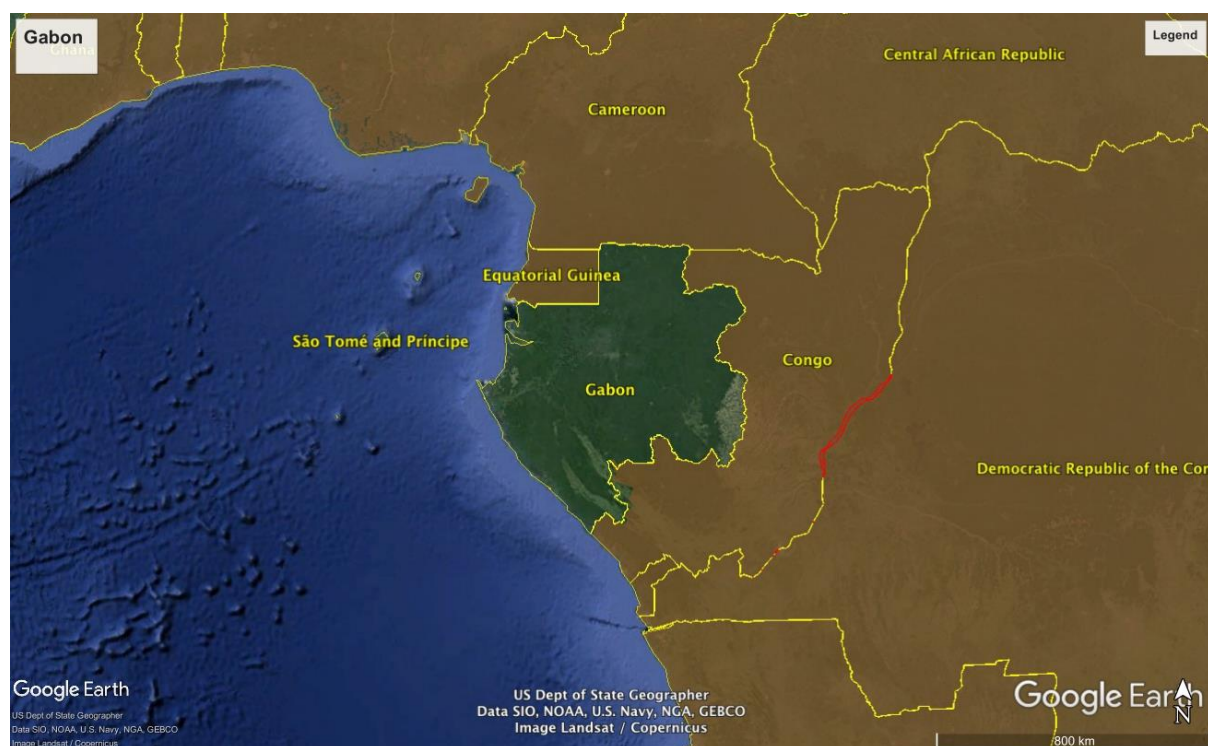 Gabon
Ghana
Legend
Central African Republic
Cameroon
Equatorial Guinea
São Tomé and Príncipe
Congo
Gabon
Democratic Republic of the Con
Google Earth
US Dept of State Geographer
Data SIO, NOAA, U.S. Navy, NGA, GEBCO
Image Landsat / Copernicus
US Dept of State Geographer
Data SIO, NOAA, U.S. Navy, NGA, GEBCO
Image Landsat / Copernicus
Google Earth
N
800 km